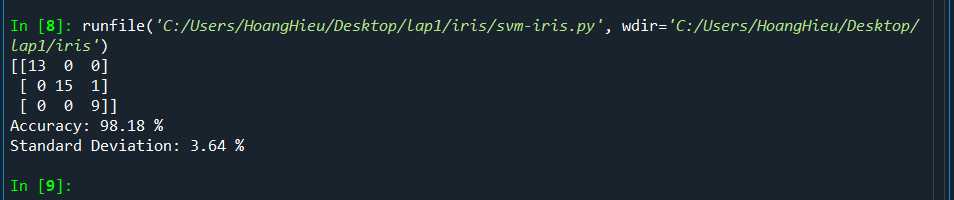 In [8]: runfile('C:/Users/HoangHieu/Desktop/lap1/iris/svm-iris.py', wdir='C:/Users/HoangHieu/Desktop/
lap1/iris')
[[13  0  0]
 [ 0 15  1]
 [ 0  0  9]]
Accuracy: 98.18 %
Standard Deviation: 3.64 %
In [9]: